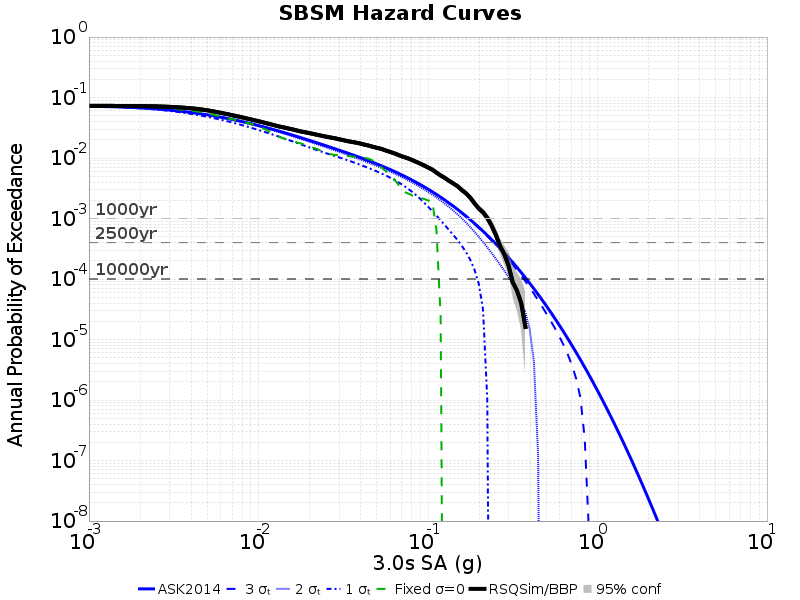 SBSM Hazard Curves
Annual Probability of Exceedance
10^0
10^-1
10^-2
10^-3
10^-4
10^-5
10^-6
10^-7
10^-8
1000yr
2500yr
10000yr
10^-3 10^-2 10^-1 10^0 10^1
3.0s SA (g)
ASK2014 3 σₜ 2 σₜ 1 σₜ Fixed σ=0 RSQSim/BBP 95% conf